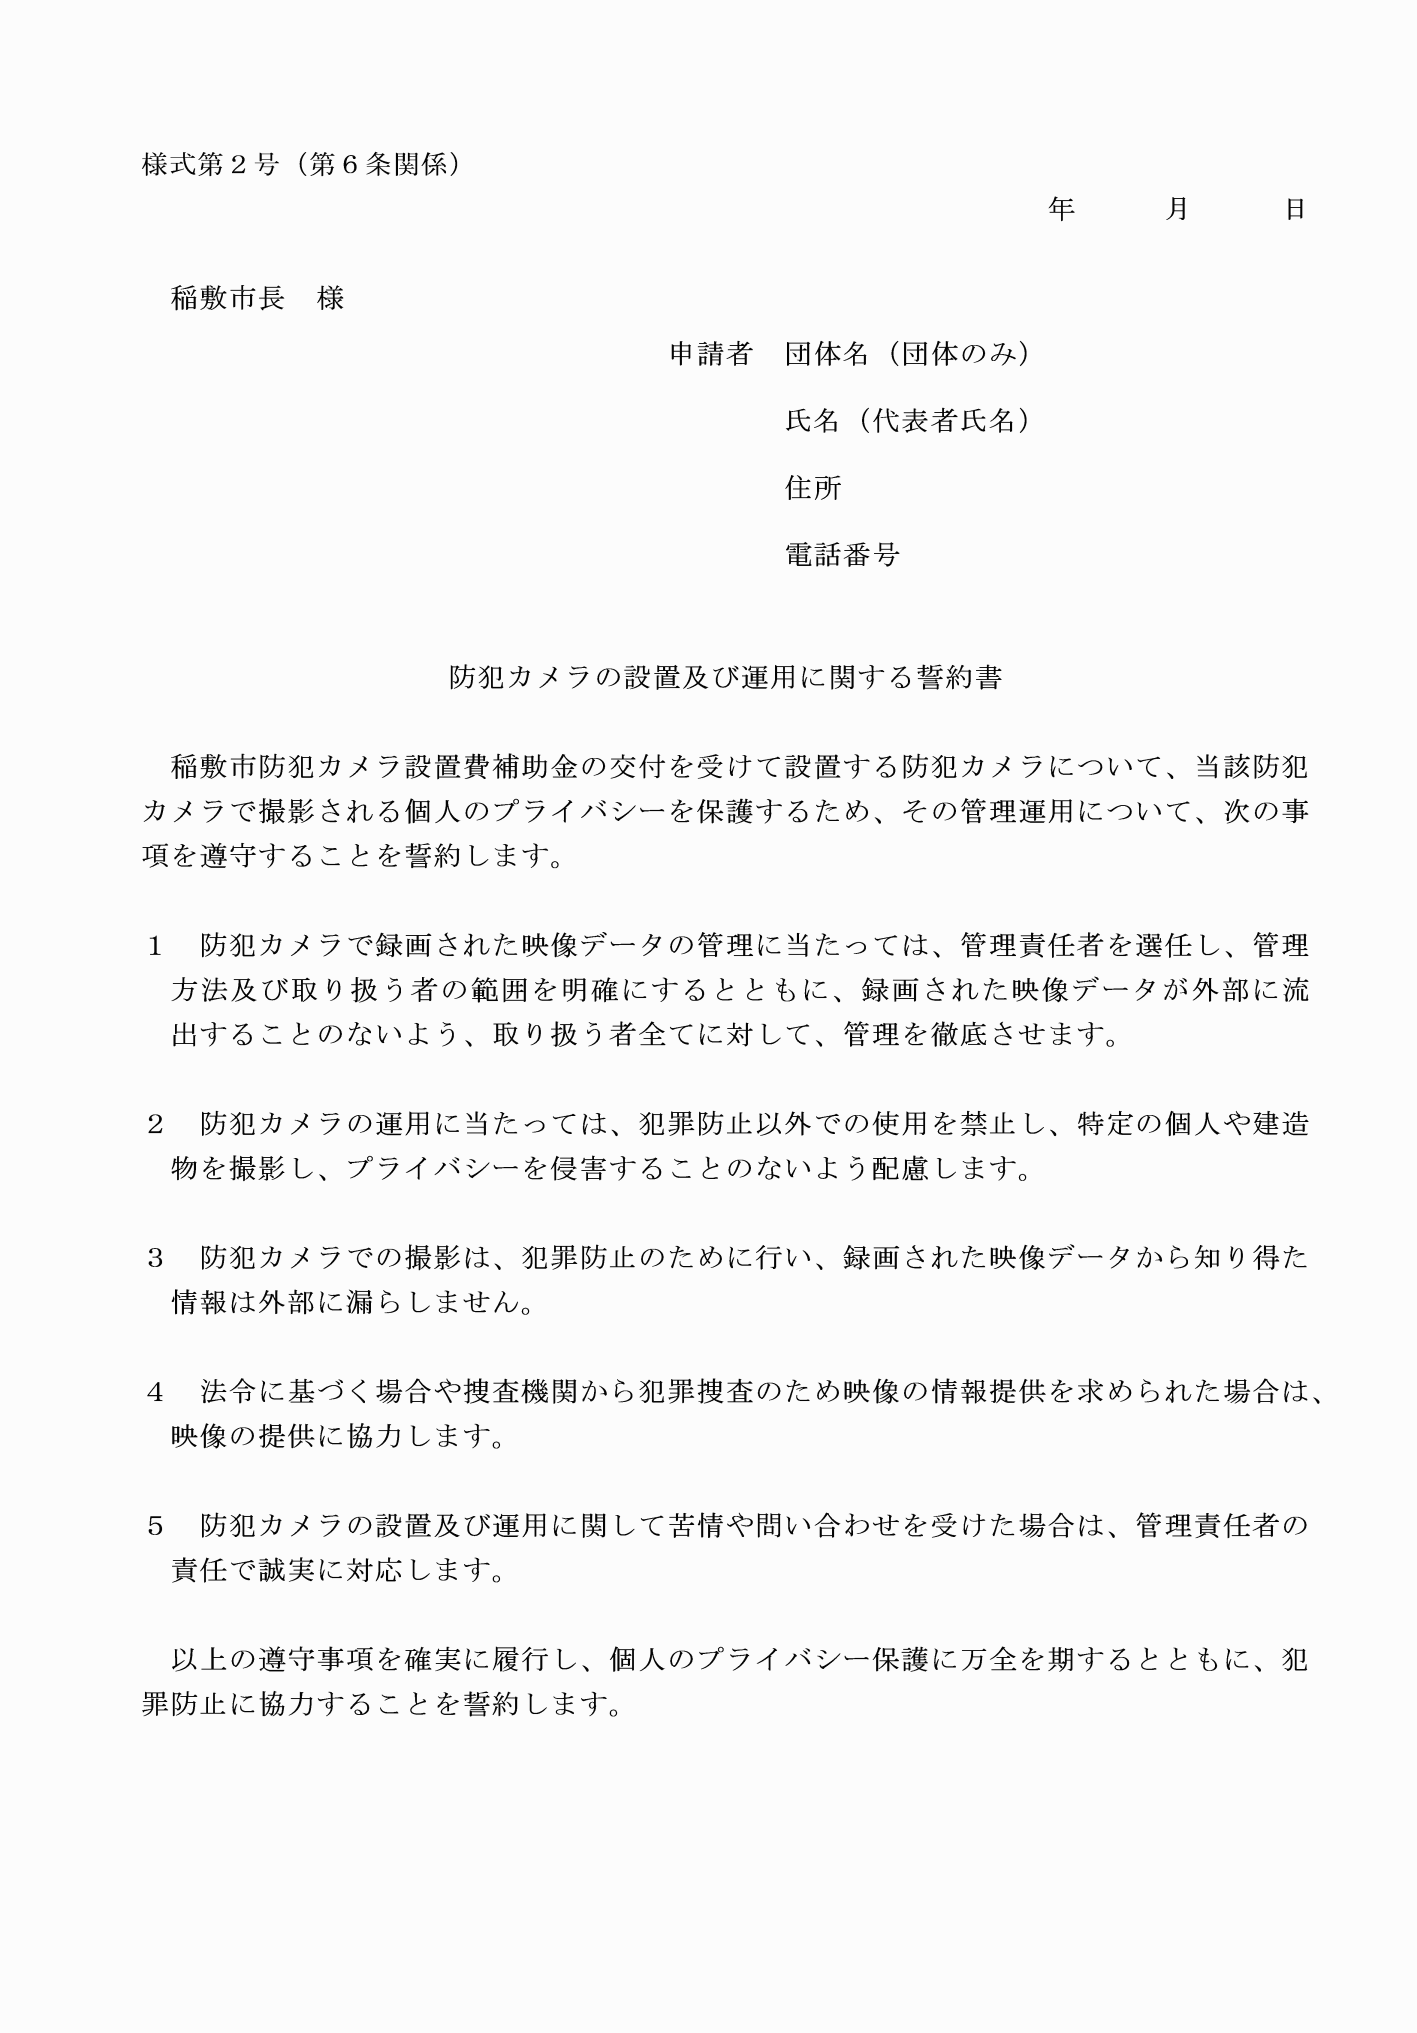 様式第２号（第６条関係）
年　　　月　　　日
稲敷市長　様
申請者　団体名（団体のみ）
氏名（代表者氏名）
住所
電話番号
防犯カメラの設置及び運用に関する誓約書
　稲敷市防犯カメラ設置費補助金の交付を受けて設置する防犯カメラについて、当該防犯
カメラで撮影される個人のプライバシーを保護するため、その管理運用について、次の事
項を遵守することを誓約します。
１　防犯カメラで録画された映像データの管理に当たっては、管理責任者を選任し、管理
方法及び取り扱う者の範囲を明確にするとともに、録画された映像データが外部に流
出することのないよう、取り扱う者全てに対して、管理を徹底させます。
２　防犯カメラの運用に当たっては、犯罪防止以外での使用を禁止し、特定の個人や建造
物を撮影し、プライバシーを侵害することのないよう配慮します。
３　防犯カメラでの撮影は、犯罪防止のために行い、録画された映像データから知り得た
情報は外部に漏らしません。
４　法令に基づく場合や捜査機関から犯罪捜査のため映像の情報提供を求められた場合は、
映像の提供に協力します。
５　防犯カメラの設置及び運用に関して苦情や問い合わせを受けた場合は、管理責任者の
責任で誠実に対応します。
　以上の遵守事項を確実に履行し、個人のプライバシー保護に万全を期するとともに、犯
罪防止に協力することを誓約します。